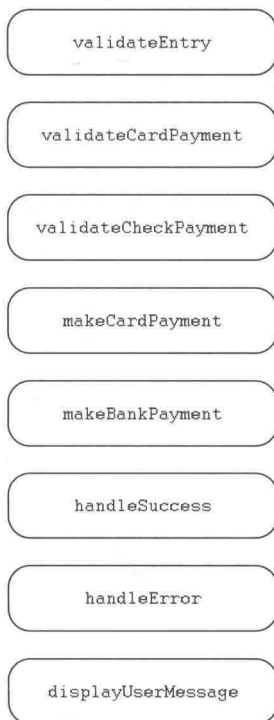 validateEntry
validateCardPayment
validateCheckPayment
makeCardPayment
makeBankPayment
handleSuccess
handleError
displayUserMessage